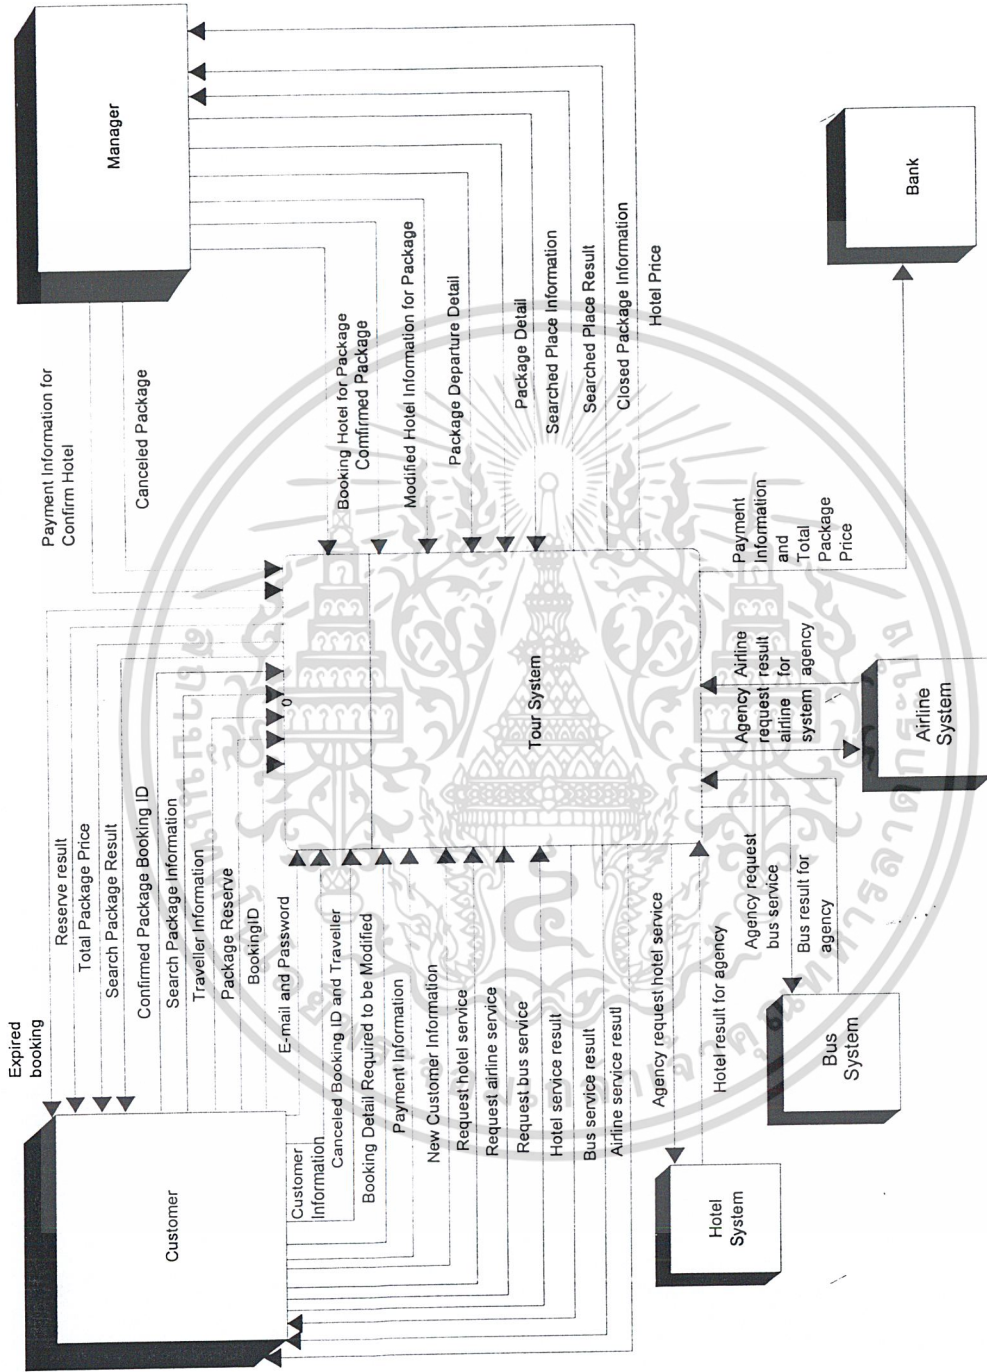 Manager
Bank
Payment Information for
Confirm Hotel
Canceled Package
Booking Hotel for Package
Comfirmed Package
Modified Hotel Information for Package
Package Departure Detail
Package Detail
Searched Place Information
Searched Place Result
Closed Package Information
Hotel Price
Payment
Information
and
Total
Package
Price
0
Tour System
Agency
request
airline
system
Airline
result
for
agency
Airline
System
Expired
booking
Reserve result
Total Package Price
Search Package Result
Confirmed Package Booking ID
Search Package Information
Traveller Information
Package Reserve
BookingID
E-mail and Password
Customer
Information
Canceled Booking ID and Traveller
Booking Detail Required to be Modified
Payment Information
New Customer Information
Request hotel service
Request airline service
Request bus service
Hotel service result
Bus service result
Airline service resutl
Agency request hotel service
Hotel result for agency
Agency request
bus service
Bus result for
agency
Customer
Hotel
System
Bus
System